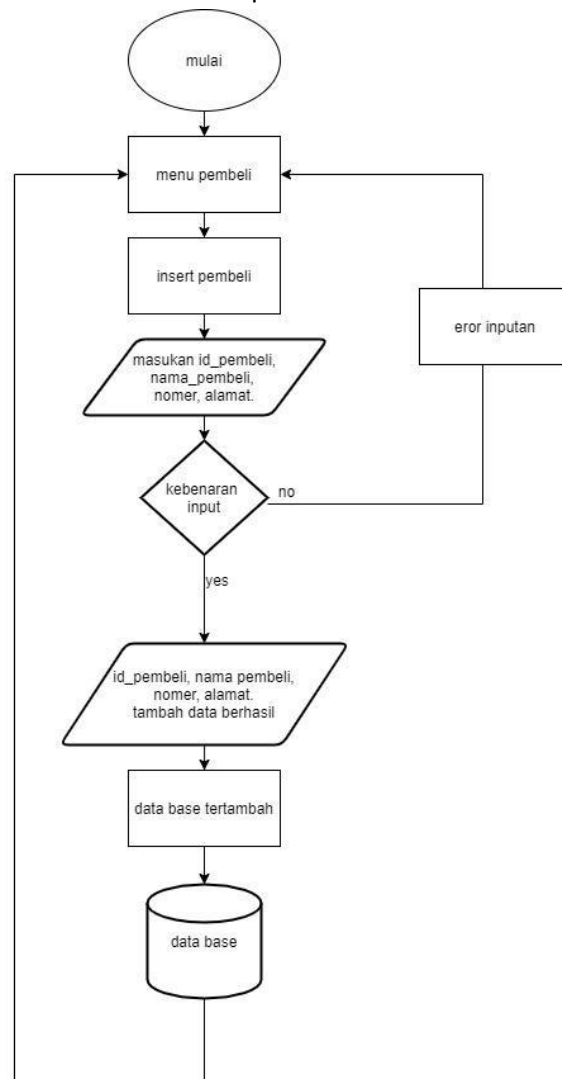 mulai
menu pembeli
insert pembeli
eror inputan
masukan id_pembeli,
nama_pembeli,
nomer, alamat.
kebenaran
input
no
yes
id_pembeli, nama pembeli,
nomer, alamat.
tambah data berhasil
data base tertambah
data base